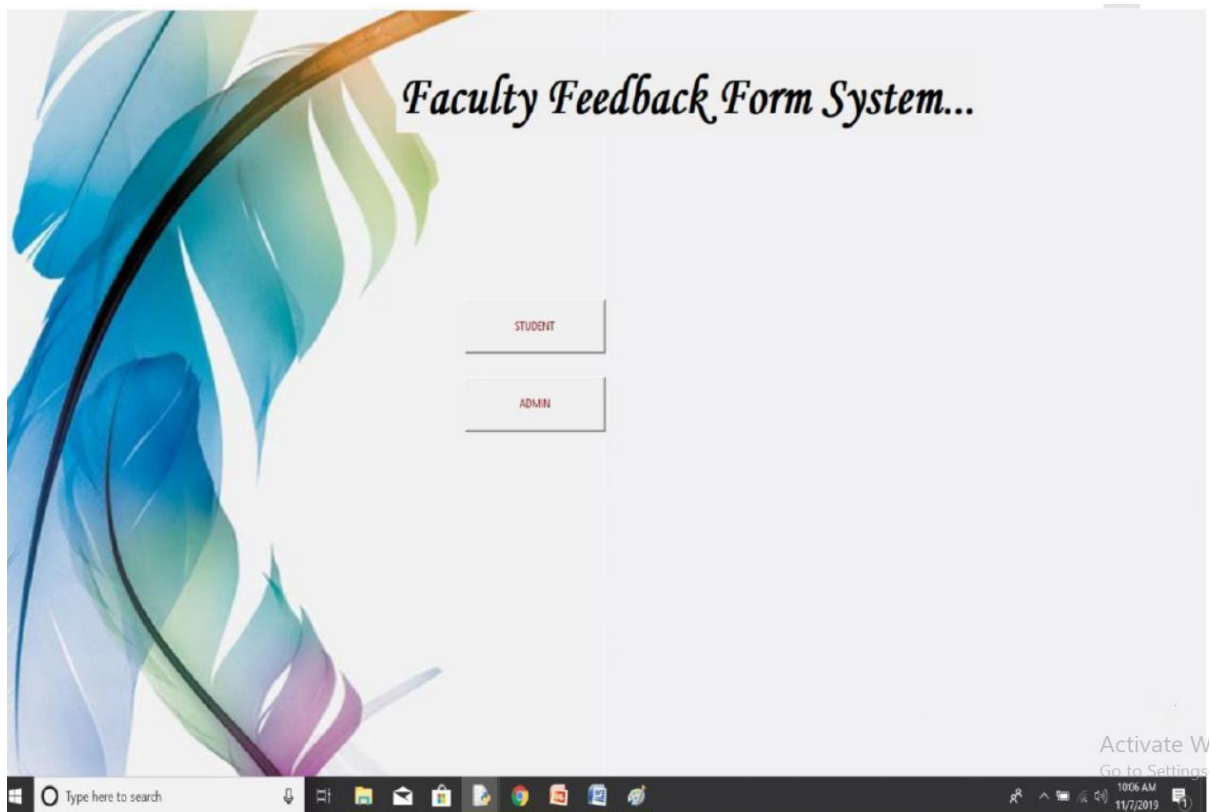 Faculty Feedback Form System...
STUDENT
ADMIN
Activate W
Go to Settings
Type here to search
10:06 AM
11/7/2019